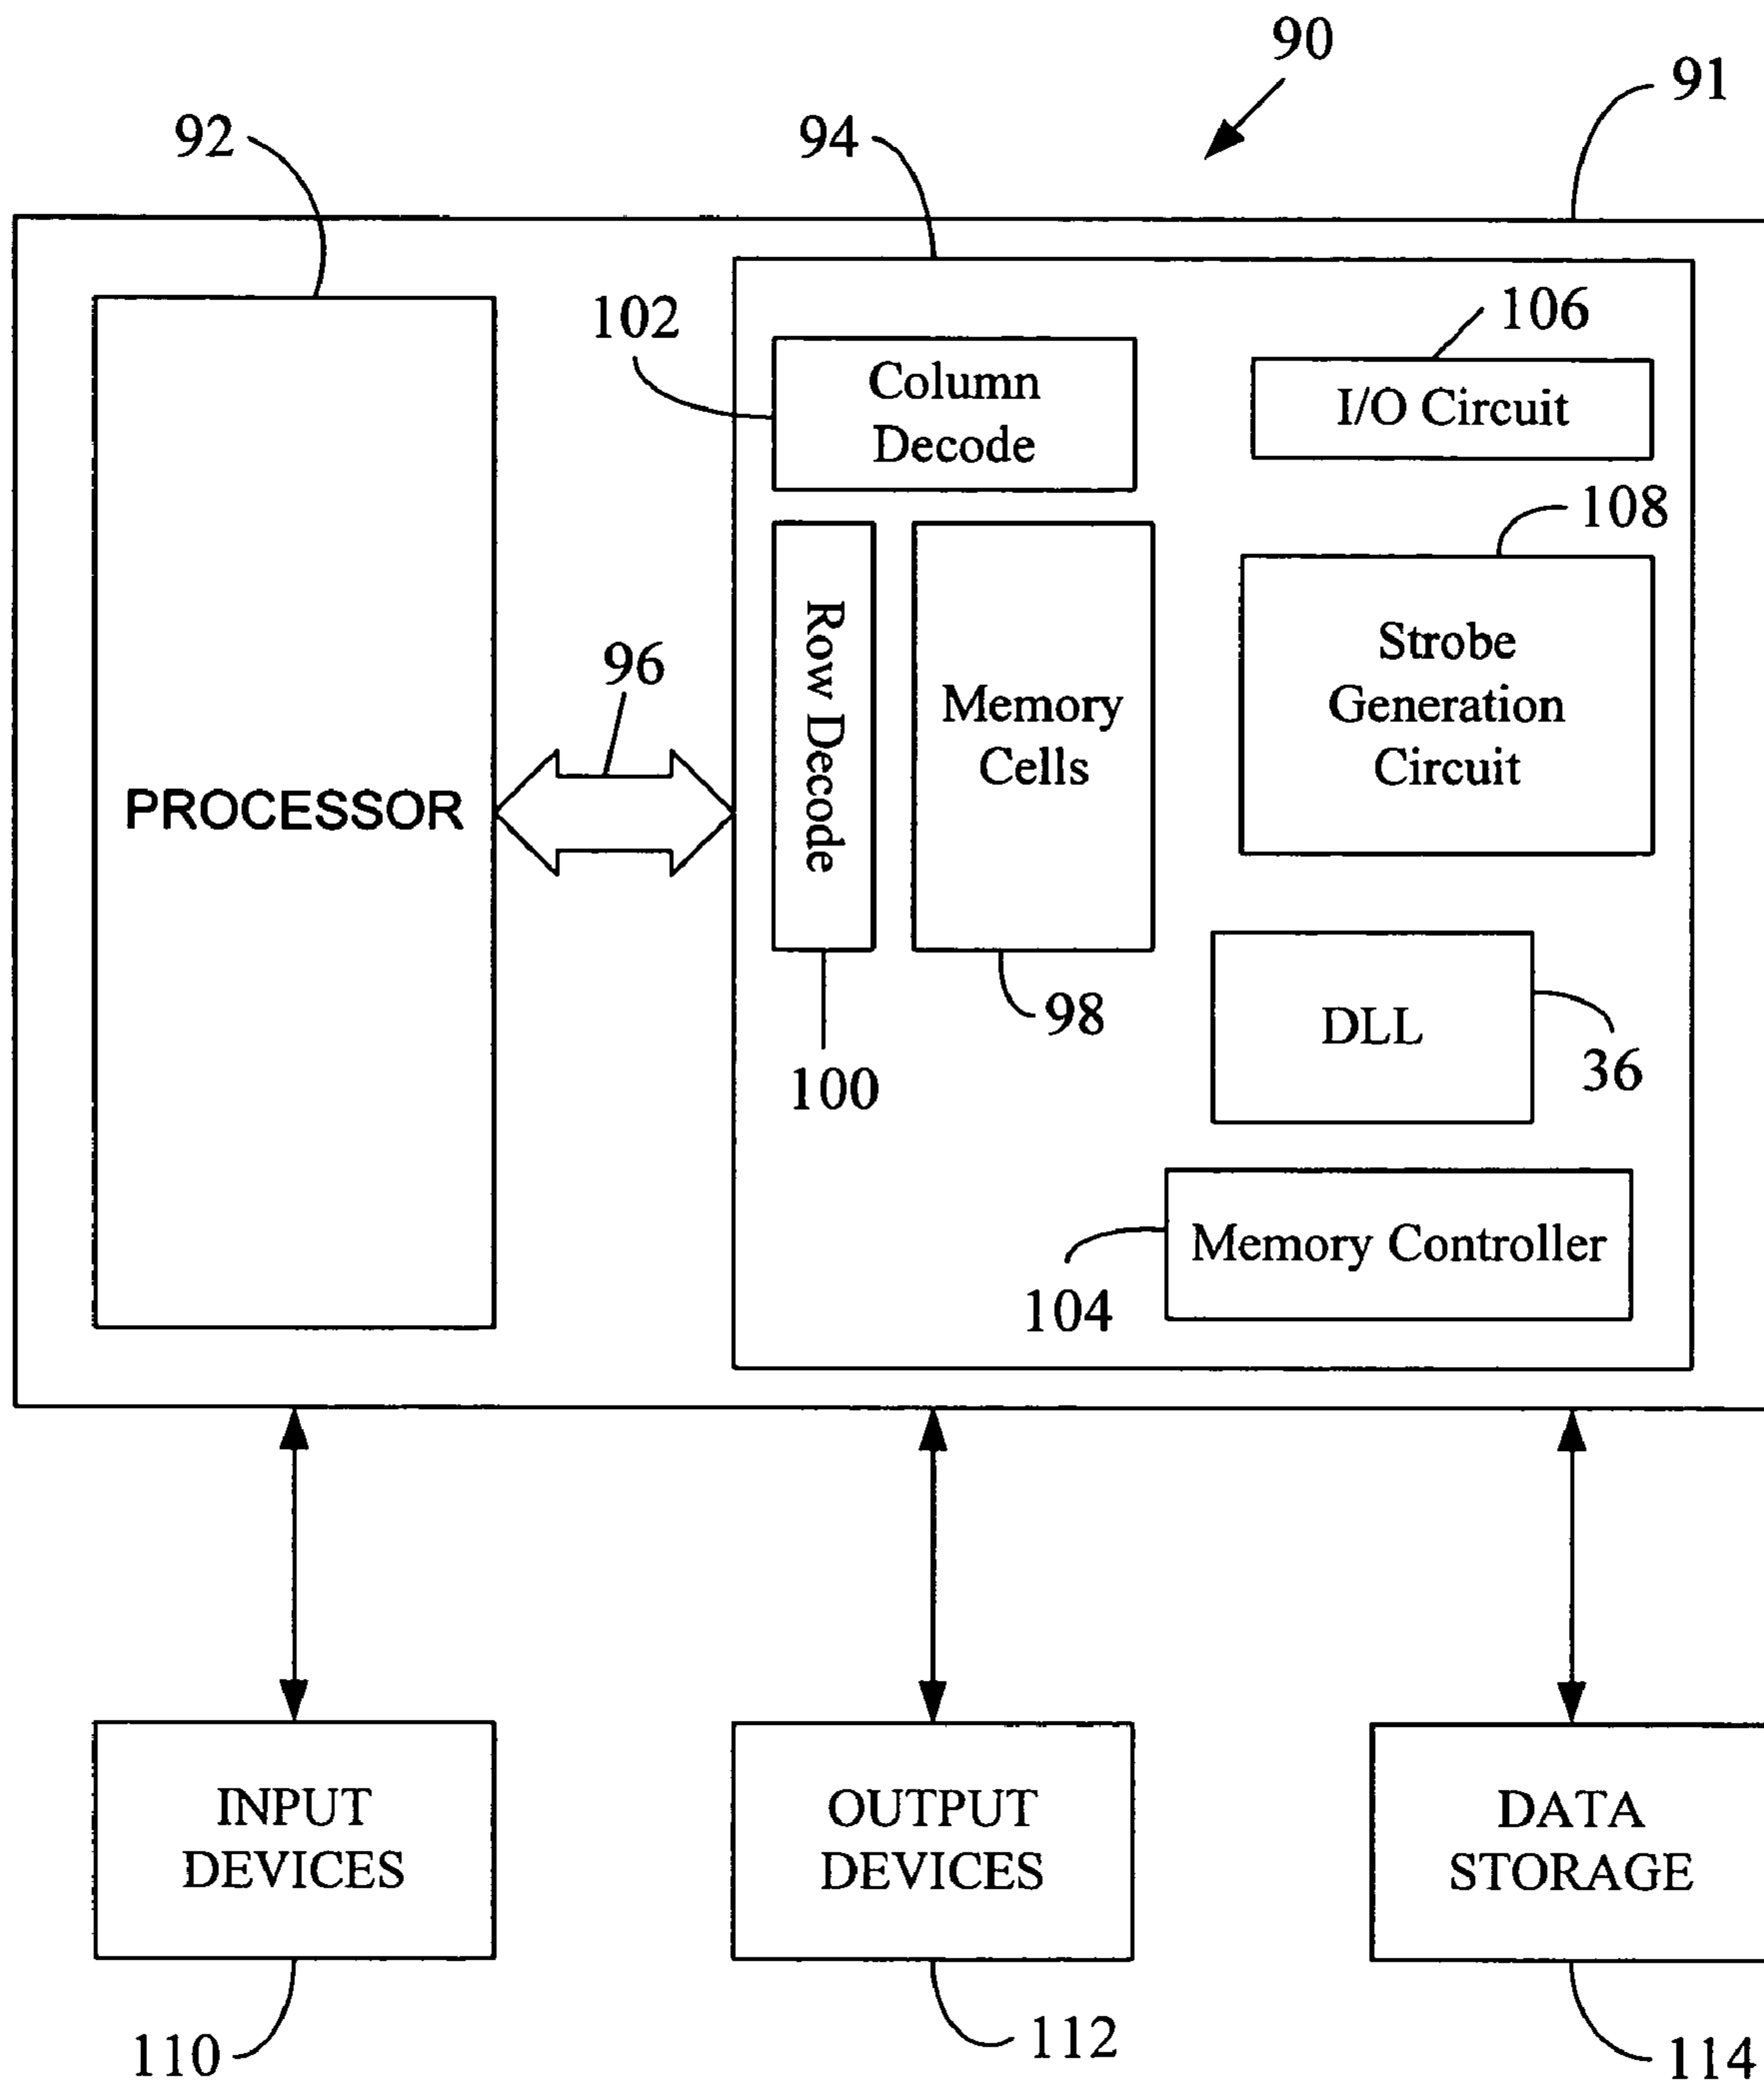 90
91
92
94
102
106
Column
Decode
I/O Circuit
108
Row Decode
Memory
Cells
Strobe
Generation
Circuit
96
PROCESSOR
98
100
DLL
36
Memory Controller
104
INPUT
DEVICES
OUTPUT
DEVICES
DATA
STORAGE
110
112
114